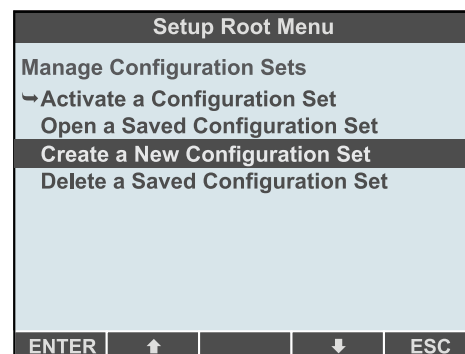 Setup Root Menu
Manage Configuration Sets
➥Activate a Configuration Set
Open a Saved Configuration Set
Create a New Configuration Set
Delete a Saved Configuration Set
ENTER ⬆ ⬇ ESC